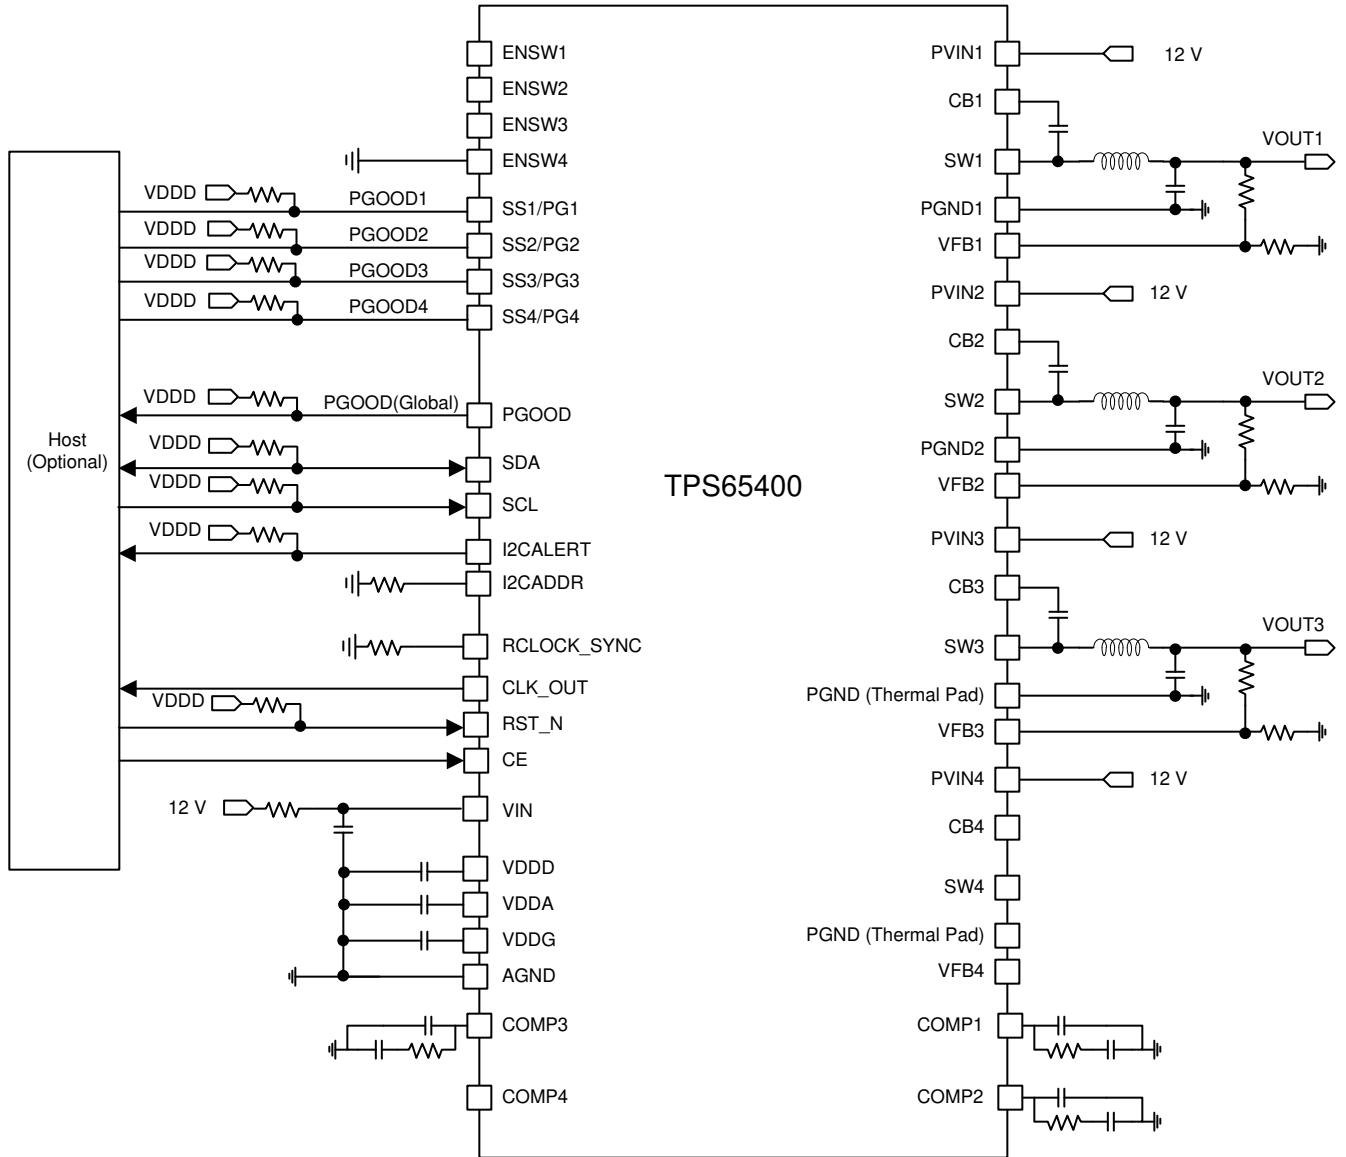 ENSW1
ENSW2
ENSW3
ENSW4
VDDD
PGOOD1
SS1/PG1
VDDD
PGOOD2
SS2/PG2
VDDD
PGOOD3
SS3/PG3
VDDD
PGOOD4
SS4/PG4
VDDD
PGOOD(Global)
PGOOD
Host
(Optional)
VDDD
SDA
VDDD
SCL
VDDD
I2CALERT
I2CADDR
RCLOCK_SYNC
CLK_OUT
VDDD
RST_N
CE
12 V
VIN
VDDD
VDDA
VDDG
AGND
COMP3
COMP4
TPS65400
PVIN1
12 V
CB1
VOUT1
SW1
PGND1
VFB1
PVIN2
12 V
CB2
VOUT2
SW2
PGND2
VFB2
PVIN3
12 V
CB3
VOUT3
SW3
PGND (Thermal Pad)
VFB3
PVIN4
12 V
CB4
SW4
PGND (Thermal Pad)
VFB4
COMP1
COMP2